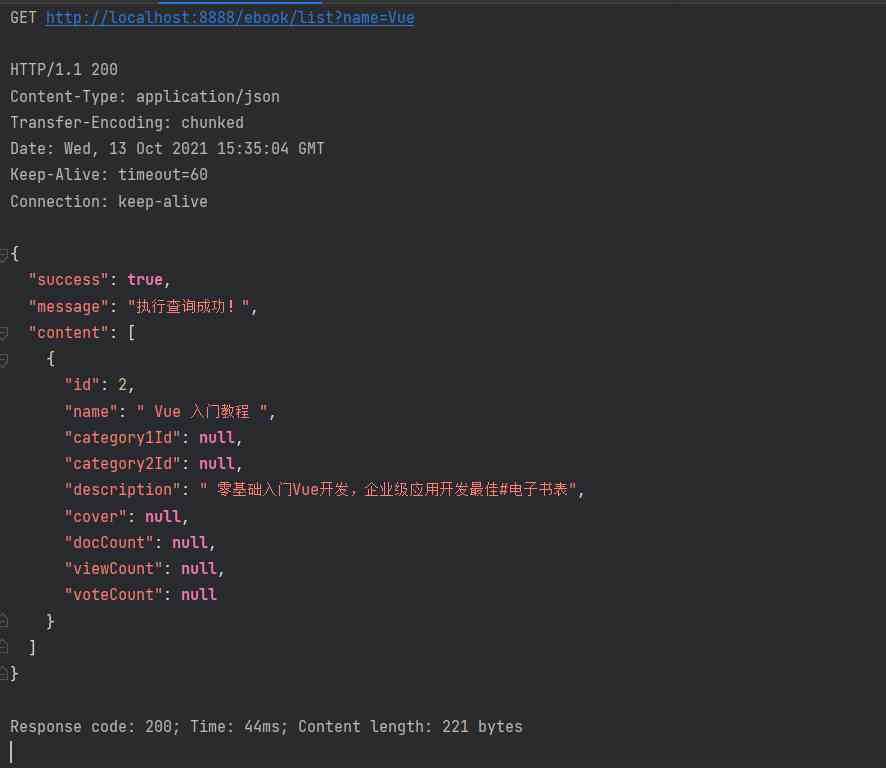 GET http://localhost:8888/ebook/list?name=Vue
HTTP/1.1 200
Content-Type: application/json
Transfer-Encoding: chunked
Date: Wed, 13 Oct 2021 15:35:04 GMT
Keep-Alive: timeout=60
Connection: keep-alive
{
"success": true,
"message": "执行查询成功！",
"content": [
{
"id": 2,
"name": " Vue 入门教程 ",
"category1Id": null,
"category2Id": null,
"description": " 零基础入门Vue开发，企业级应用开发最佳#电子书表",
"cover": null,
"docCount": null,
"viewCount": null,
"voteCount": null
}
]
}
Response code: 200; Time: 44ms; Content length: 221 bytes